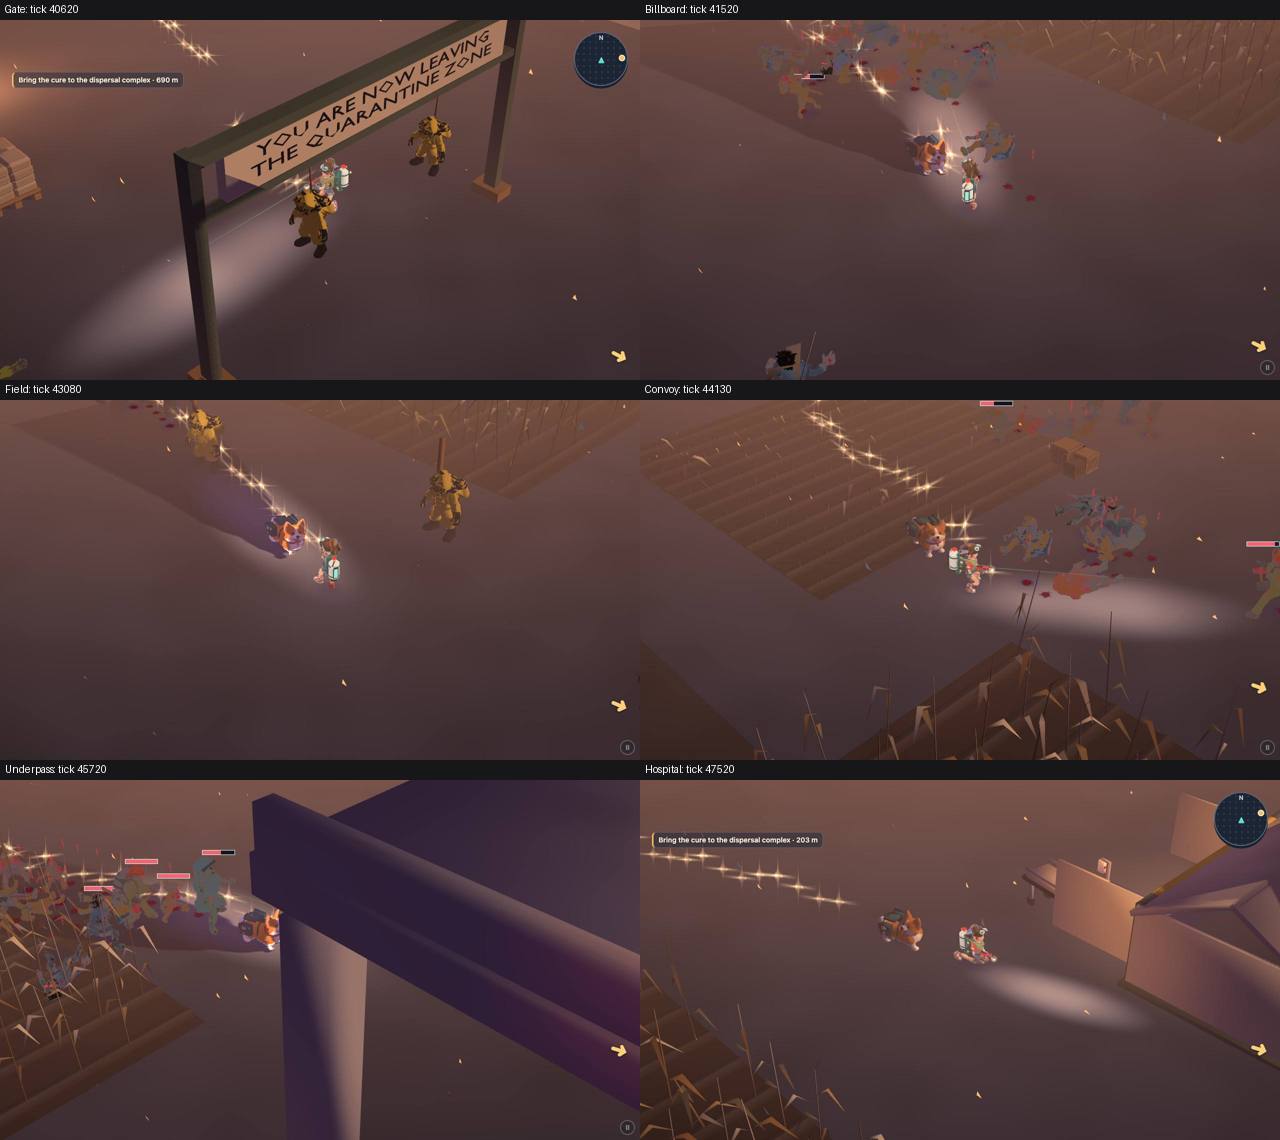 Gate: tick 40620
Bring the cure to the dispersal complex · 690 m
N
YOU ARE NOW LEAVING
THE QUARANTINE ZONE
Billboard: tick 41520
Field: tick 43080
Convoy: tick 44130
Underpass: tick 45720
Hospital: tick 47520
Bring the cure to the dispersal complex · 203 m
N